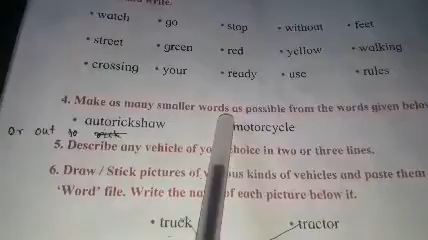 write.
• watch • go • stop • without • feet
• street • green • red • yellow • walking
• crossing • your • ready • use • rules
4. Make as many smaller words as possible from the words given below
• autorickshaw motorcycle
or out to
5. Describe any vehicle of yo choice in two or three lines.
6. Draw / Stick pictures of v us kinds of vehicles and paste them
'Word' file. Write the na of each picture below it.
• truck • tractor